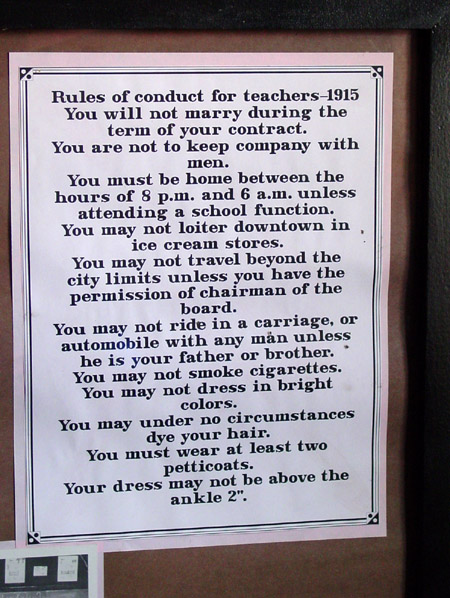 Rules of conduct for teachers-1915
You will not marry during the
term of your contract.
You are not to keep company with
men.
You must be home between the
hours of 8 p.m. and 6 a.m. unless
attending a school function.
You may not loiter downtown in
ice cream stores.
You may not travel beyond the
city limits unless you have the
permission of chairman of the
board.
You may not ride in a carriage, or
automobile with any man unless
he is your father or brother.
You may not smoke cigarettes.
You may not dress in bright
colors.
You may under no circumstances
dye your hair.
You must wear at least two
petticoats.
Your dress may not be above the
ankle 2".